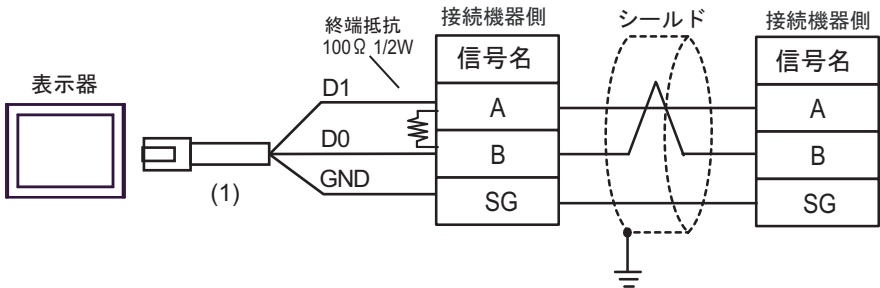 表示器
(1)
D1
D0
GND
終端抵抗
100Ω 1/2W
接続機器側
信号名
A
B
SG
シールド
接続機器側
信号名
A
B
SG